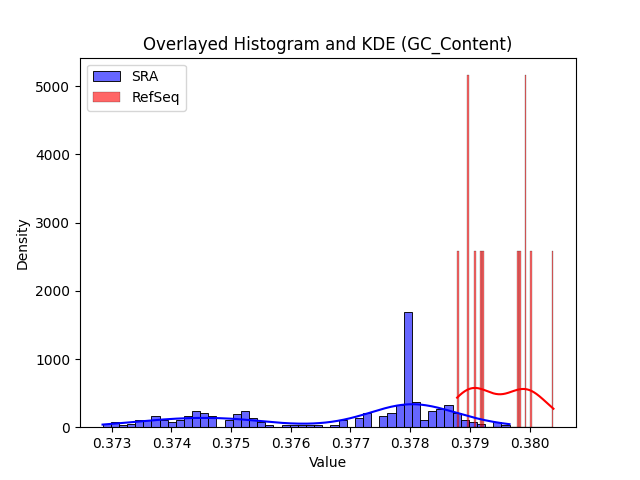 Overlayed Histogram and KDE (GC_Content)
SRA
RefSeq
5000
4000
3000
2000
1000
0
Density
0.373 0.374 0.375 0.376 0.377 0.378 0.379 0.380
Value